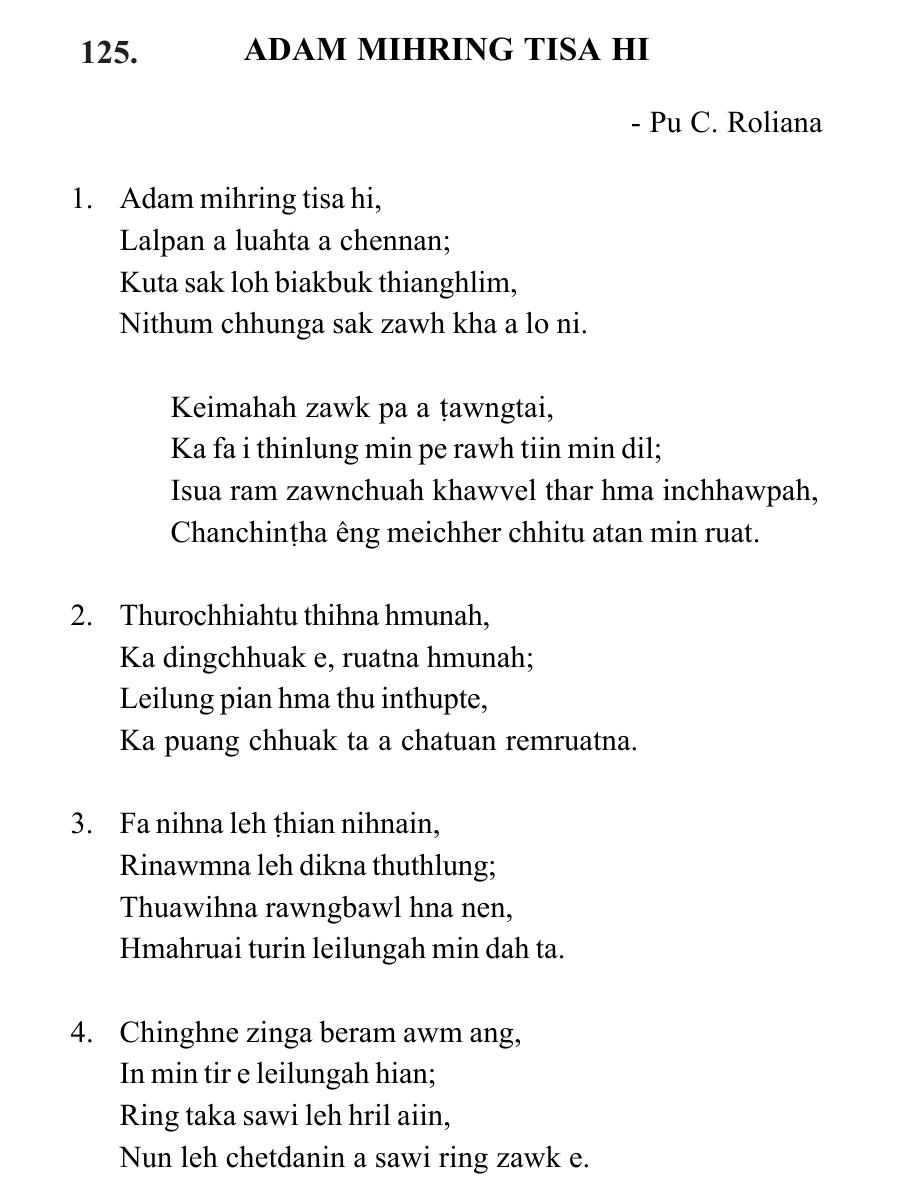 125. ADAM MIHRING TISA HI
- Pu C. Roliana
1. Adam mihring tisa hi,
Lalpan a luahta a chennan;
Kuta sak loh biakbuk thianghlim,
Nithum chhunga sak zawh kha a lo ni.
Keimahah zawk pa a ṭawngtai,
Ka fa i thinlung min pe rawh tiin min dil;
Isua ram zawnchuah khawvel thar hma inchhawpah,
Chanchinṭha êng meichher chhitu atan min ruat.
2. Thurochhiahtu thihna hmunah,
Ka dingchhuak e, ruatna hmunah;
Leilung pian hma thu inthupte,
Ka puang chhuak ta a chatuan remruatna.
3. Fa nihna leh ṭhian nihnain,
Rinawmna leh dikna thuthlung;
Thuawihna rawngbawl hna nen,
Hmahruai turin leilungah min dah ta.
4. Chinghne zinga beram awm ang,
In min tir e leilungah hian;
Ring taka sawi leh hril aiin,
Nun leh chetdanin a sawi ring zawk e.